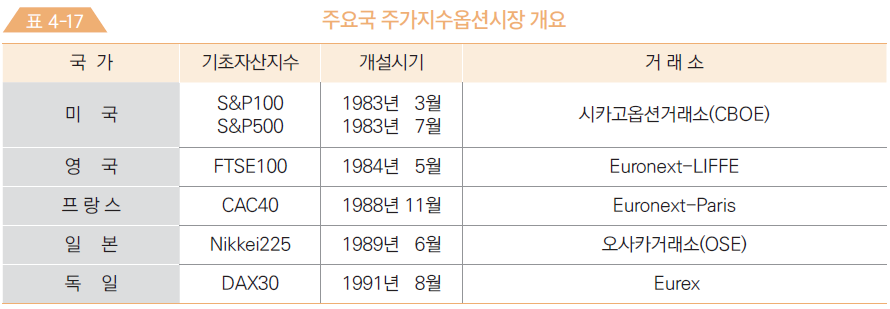 표 4-17 주요국 주가지수옵션시장 개요
국 가 기초자산지수 개설시기 거 래 소
미 국 S&P100 1983년 3월 시카고옵션거래소(CBOE)
S&P500 1983년 7월
영 국 FTSE100 1984년 5월 Euronext-LIFFE
프 랑 스 CAC40 1988년 11월 Euronext-Paris
일 본 Nikkei225 1989년 6월 오사카거래소(OSE)
독 일 DAX30 1991년 8월 Eurex